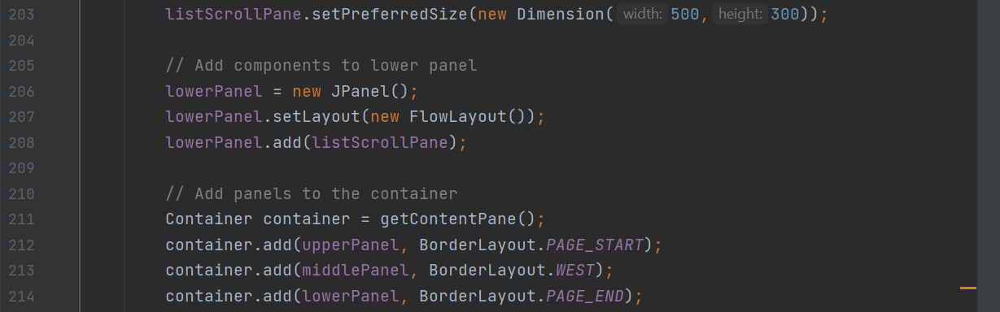 203 listScrollPane.setPreferredSize(new Dimension( width: 500, height: 300));
204
205 // Add components to lower panel
206 lowerPanel = new JPanel();
207 lowerPanel.setLayout(new FlowLayout());
208 lowerPanel.add(listScrollPane);
209
210 // Add panels to the container
211 Container container = getContentPane();
212 container.add(upperPanel, BorderLayout.PAGE_START);
213 container.add(middlePanel, BorderLayout.WEST);
214 container.add(lowerPanel, BorderLayout.PAGE_END);